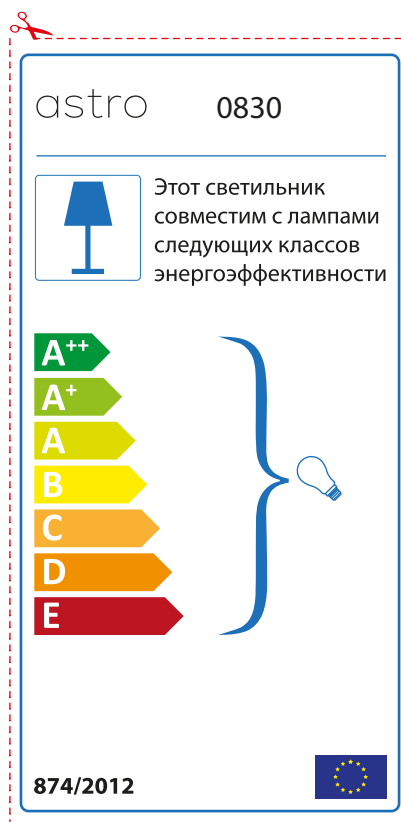 astro 0830
Этот светильник
совместим с лампами
следующих классов
энергоэффективности
A++
A+
A
B
C
D
E
874/2012